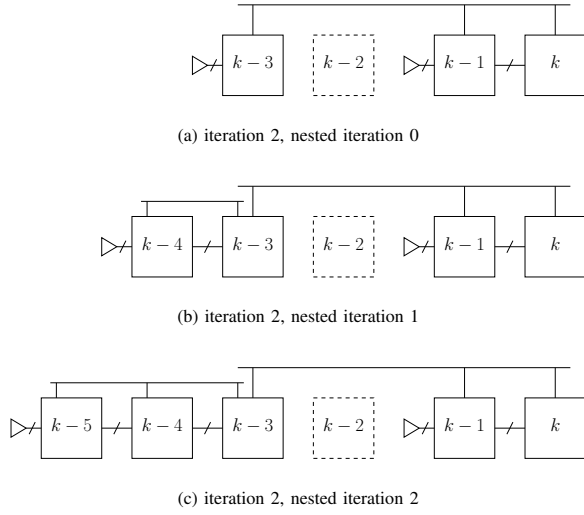 k − 3 k − 2 k − 1 k
(a) iteration 2, nested iteration 0
k − 4 k − 3 k − 2 k − 1 k
(b) iteration 2, nested iteration 1
k − 5 k − 4 k − 3 k − 2 k − 1 k
(c) iteration 2, nested iteration 2